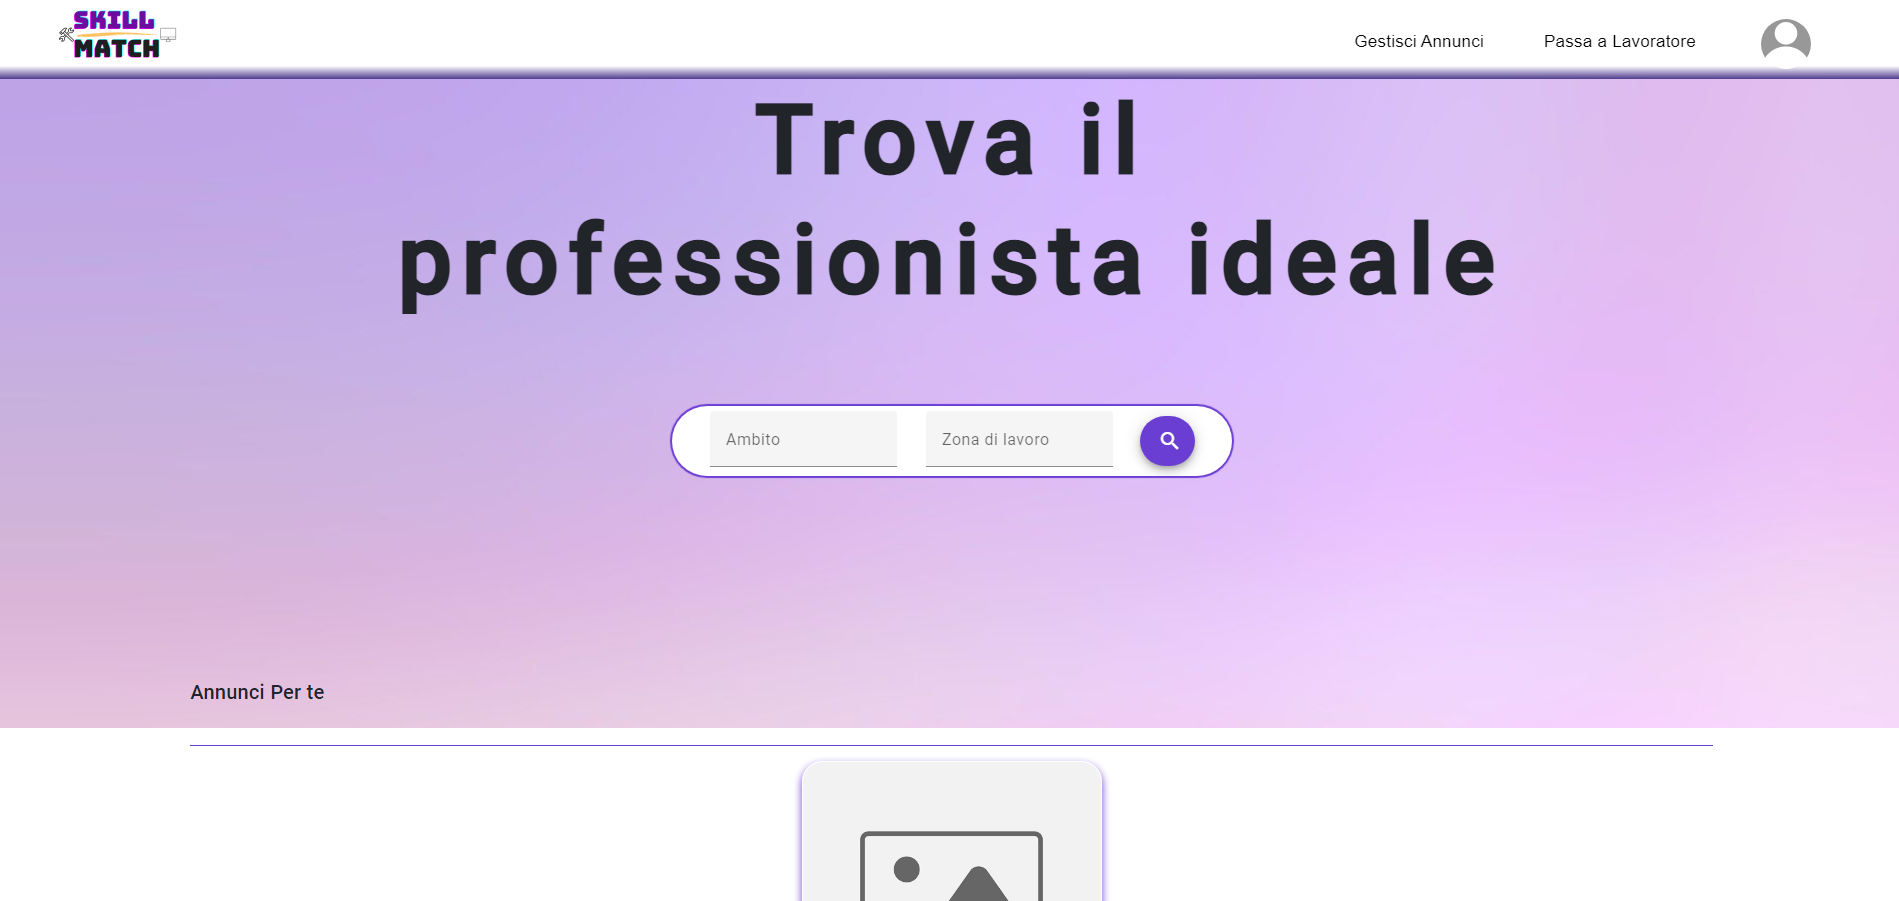 SKILL
MATCH
Gestisci Annunci
Passa a Lavoratore
Trova il
professionista ideale
Ambito
Zona di lavoro
Annunci Per te